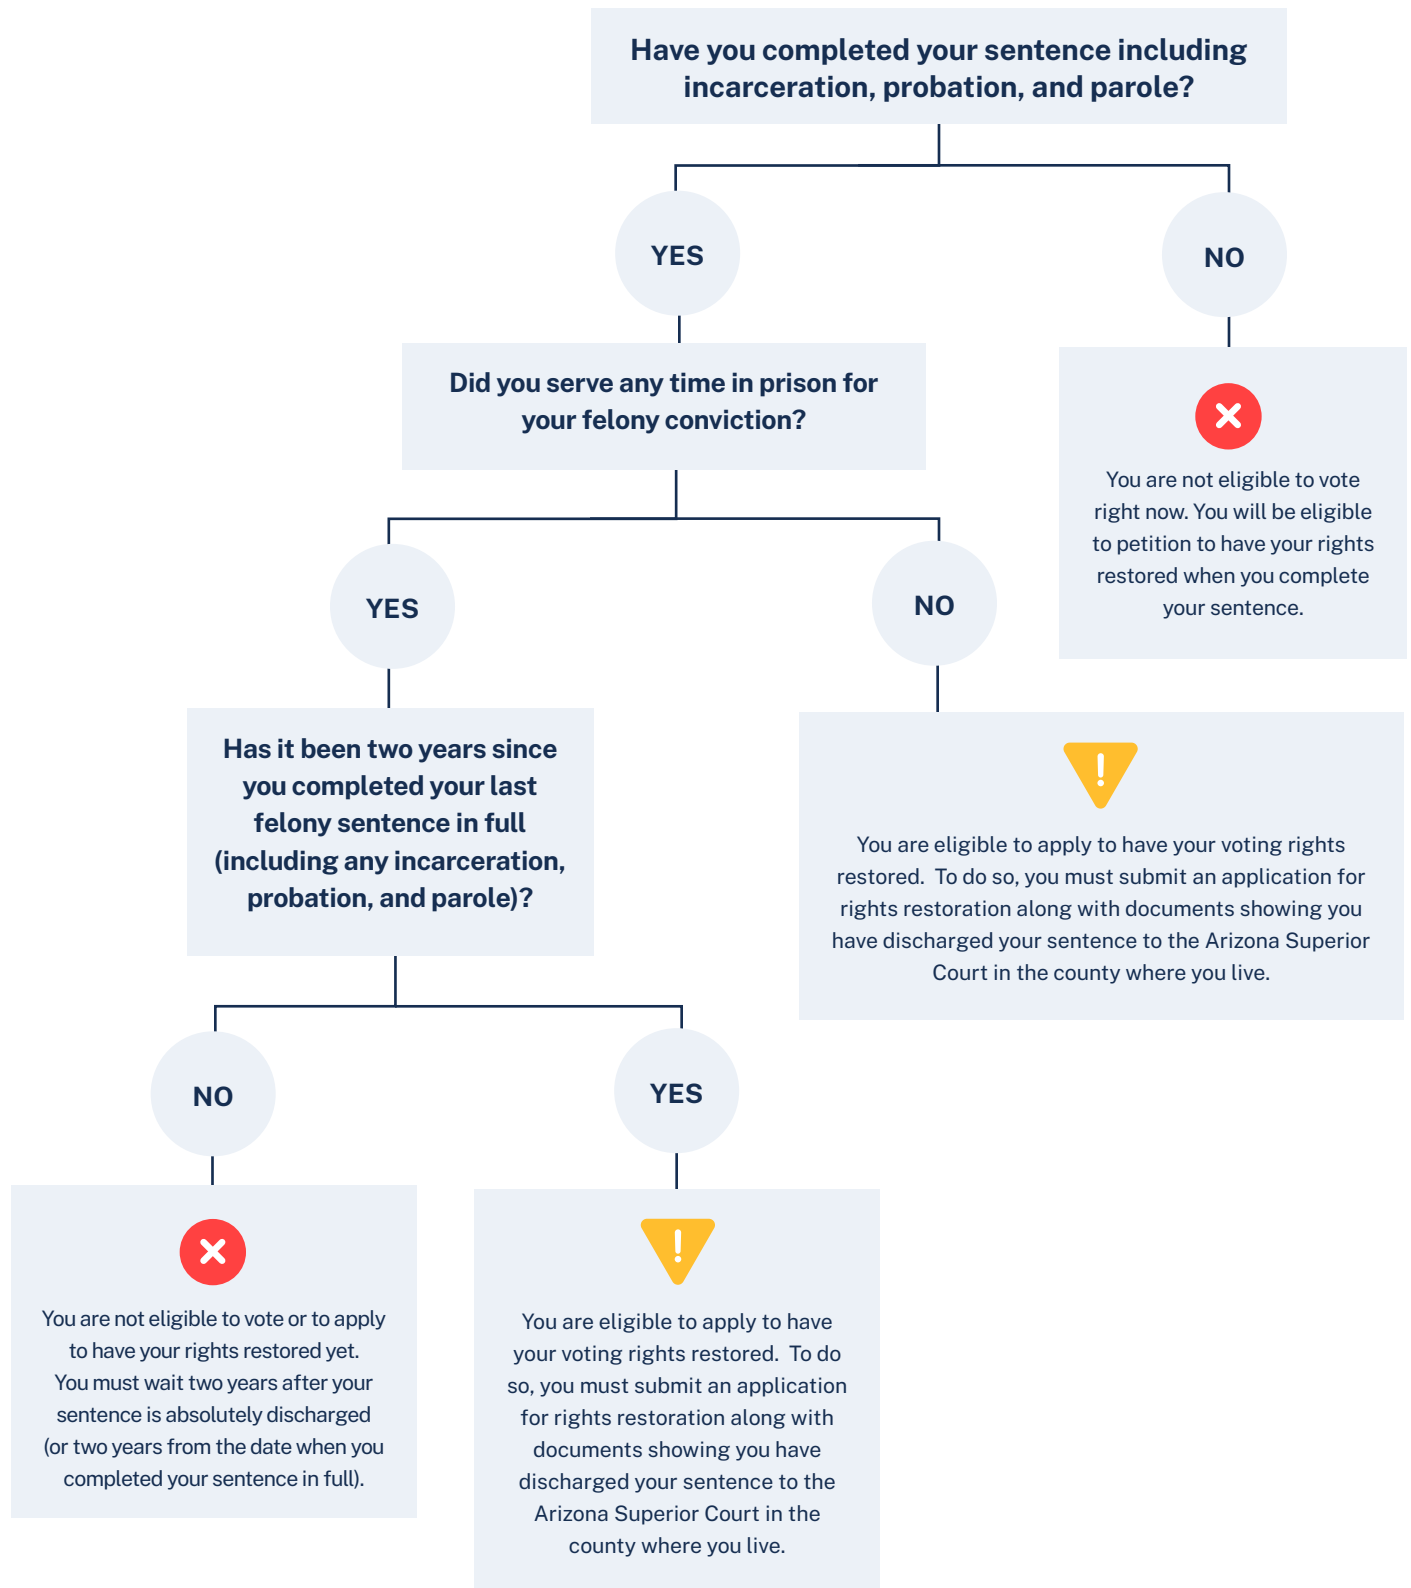 Have you completed your sentence including
incarceration, probation, and parole?
YES
NO
Did you serve any time in prison for
your felony conviction?
You are not eligible to vote
right now. You will be eligible
to petition to have your rights
restored when you complete
your sentence.
YES
NO
Has it been two years since
you completed your last
felony sentence in full
(including any incarceration,
probation, and parole)?
You are eligible to apply to have your voting rights
restored. To do so, you must submit an application for
rights restoration along with documents showing you
have discharged your sentence to the Arizona Superior
Court in the county where you live.
NO
YES
You are not eligible to vote or to apply
to have your rights restored yet.
You must wait two years after your
sentence is absolutely discharged
(or two years from the date when you
completed your sentence in full).
You are eligible to apply to have
your voting rights restored. To do
so, you must submit an application
for rights restoration along with
documents showing you have
discharged your sentence to the
Arizona Superior Court in the
county where you live.